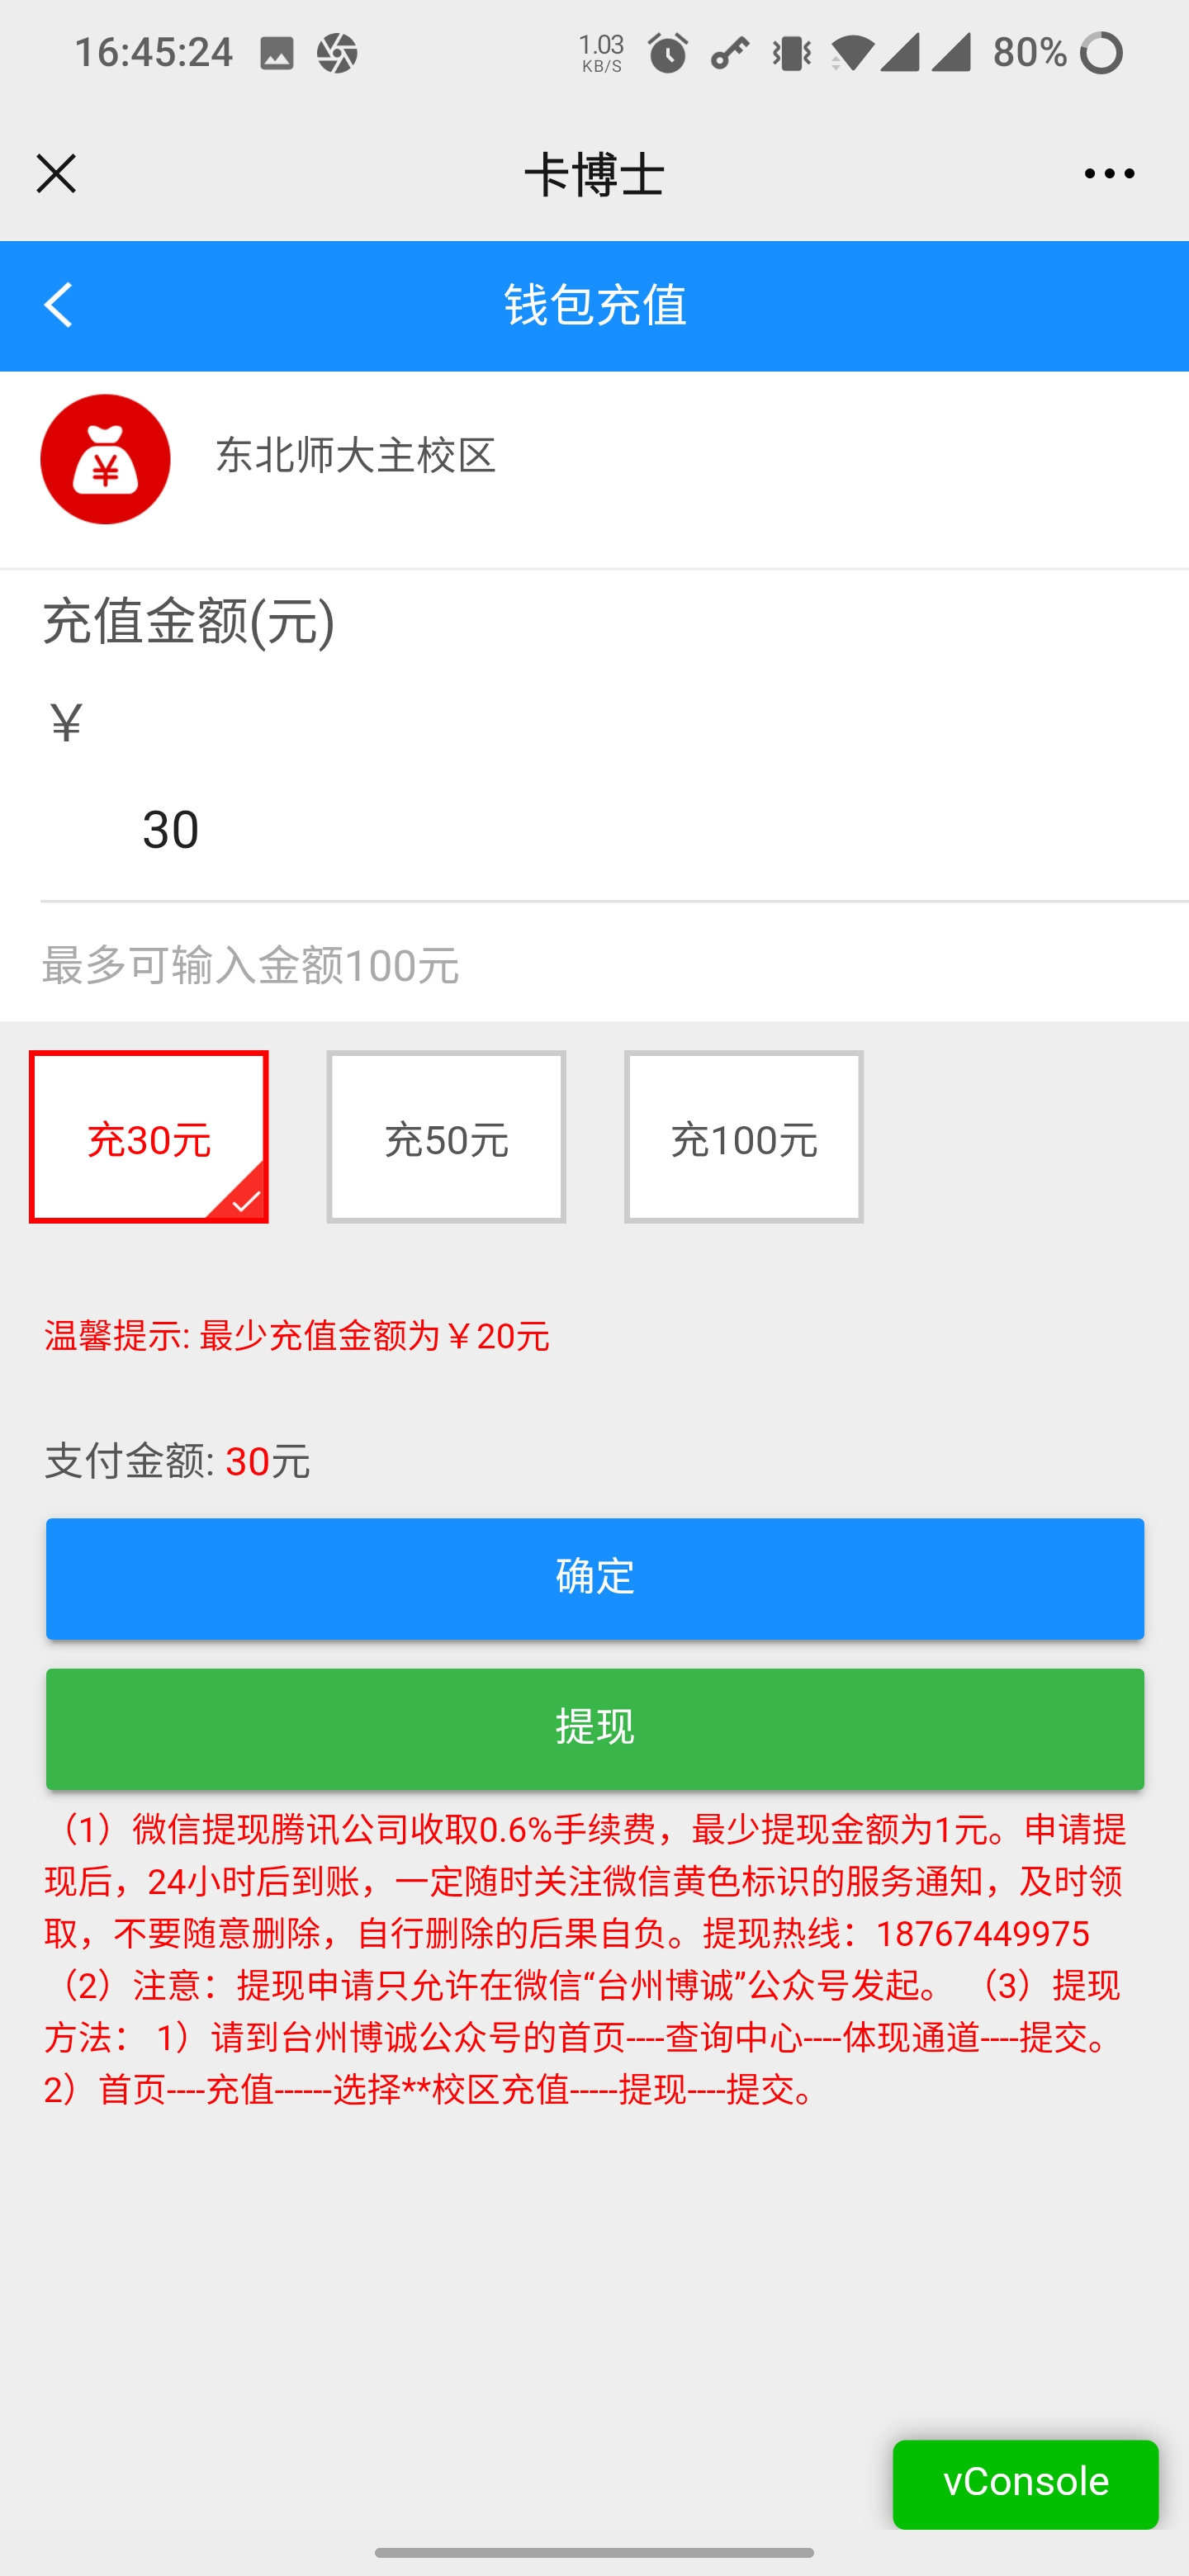 16:45:24
1.03
KB/S
80%
卡博士
钱包充值
东北师大主校区
充值金额(元)
￥
30
最多可输入金额100元
充30元
充50元
充100元
温馨提示: 最少充值金额为￥20元
支付金额: 30元
确定
提现
（1）微信提现腾讯公司收取0.6%手续费，最少提现金额为1元。申请提
现后，24小时后到账，一定随时关注微信黄色标识的服务通知，及时领
取，不要随意删除，自行删除的后果自负。提现热线：18767449975
（2）注意：提现申请只允许在微信“台州博诚”公众号发起。 （3）提现
方法： 1）请到台州博诚公众号的首页----查询中心----体现通道----提交。
2）首页----充值------选择**校区充值-----提现----提交。
vConsole